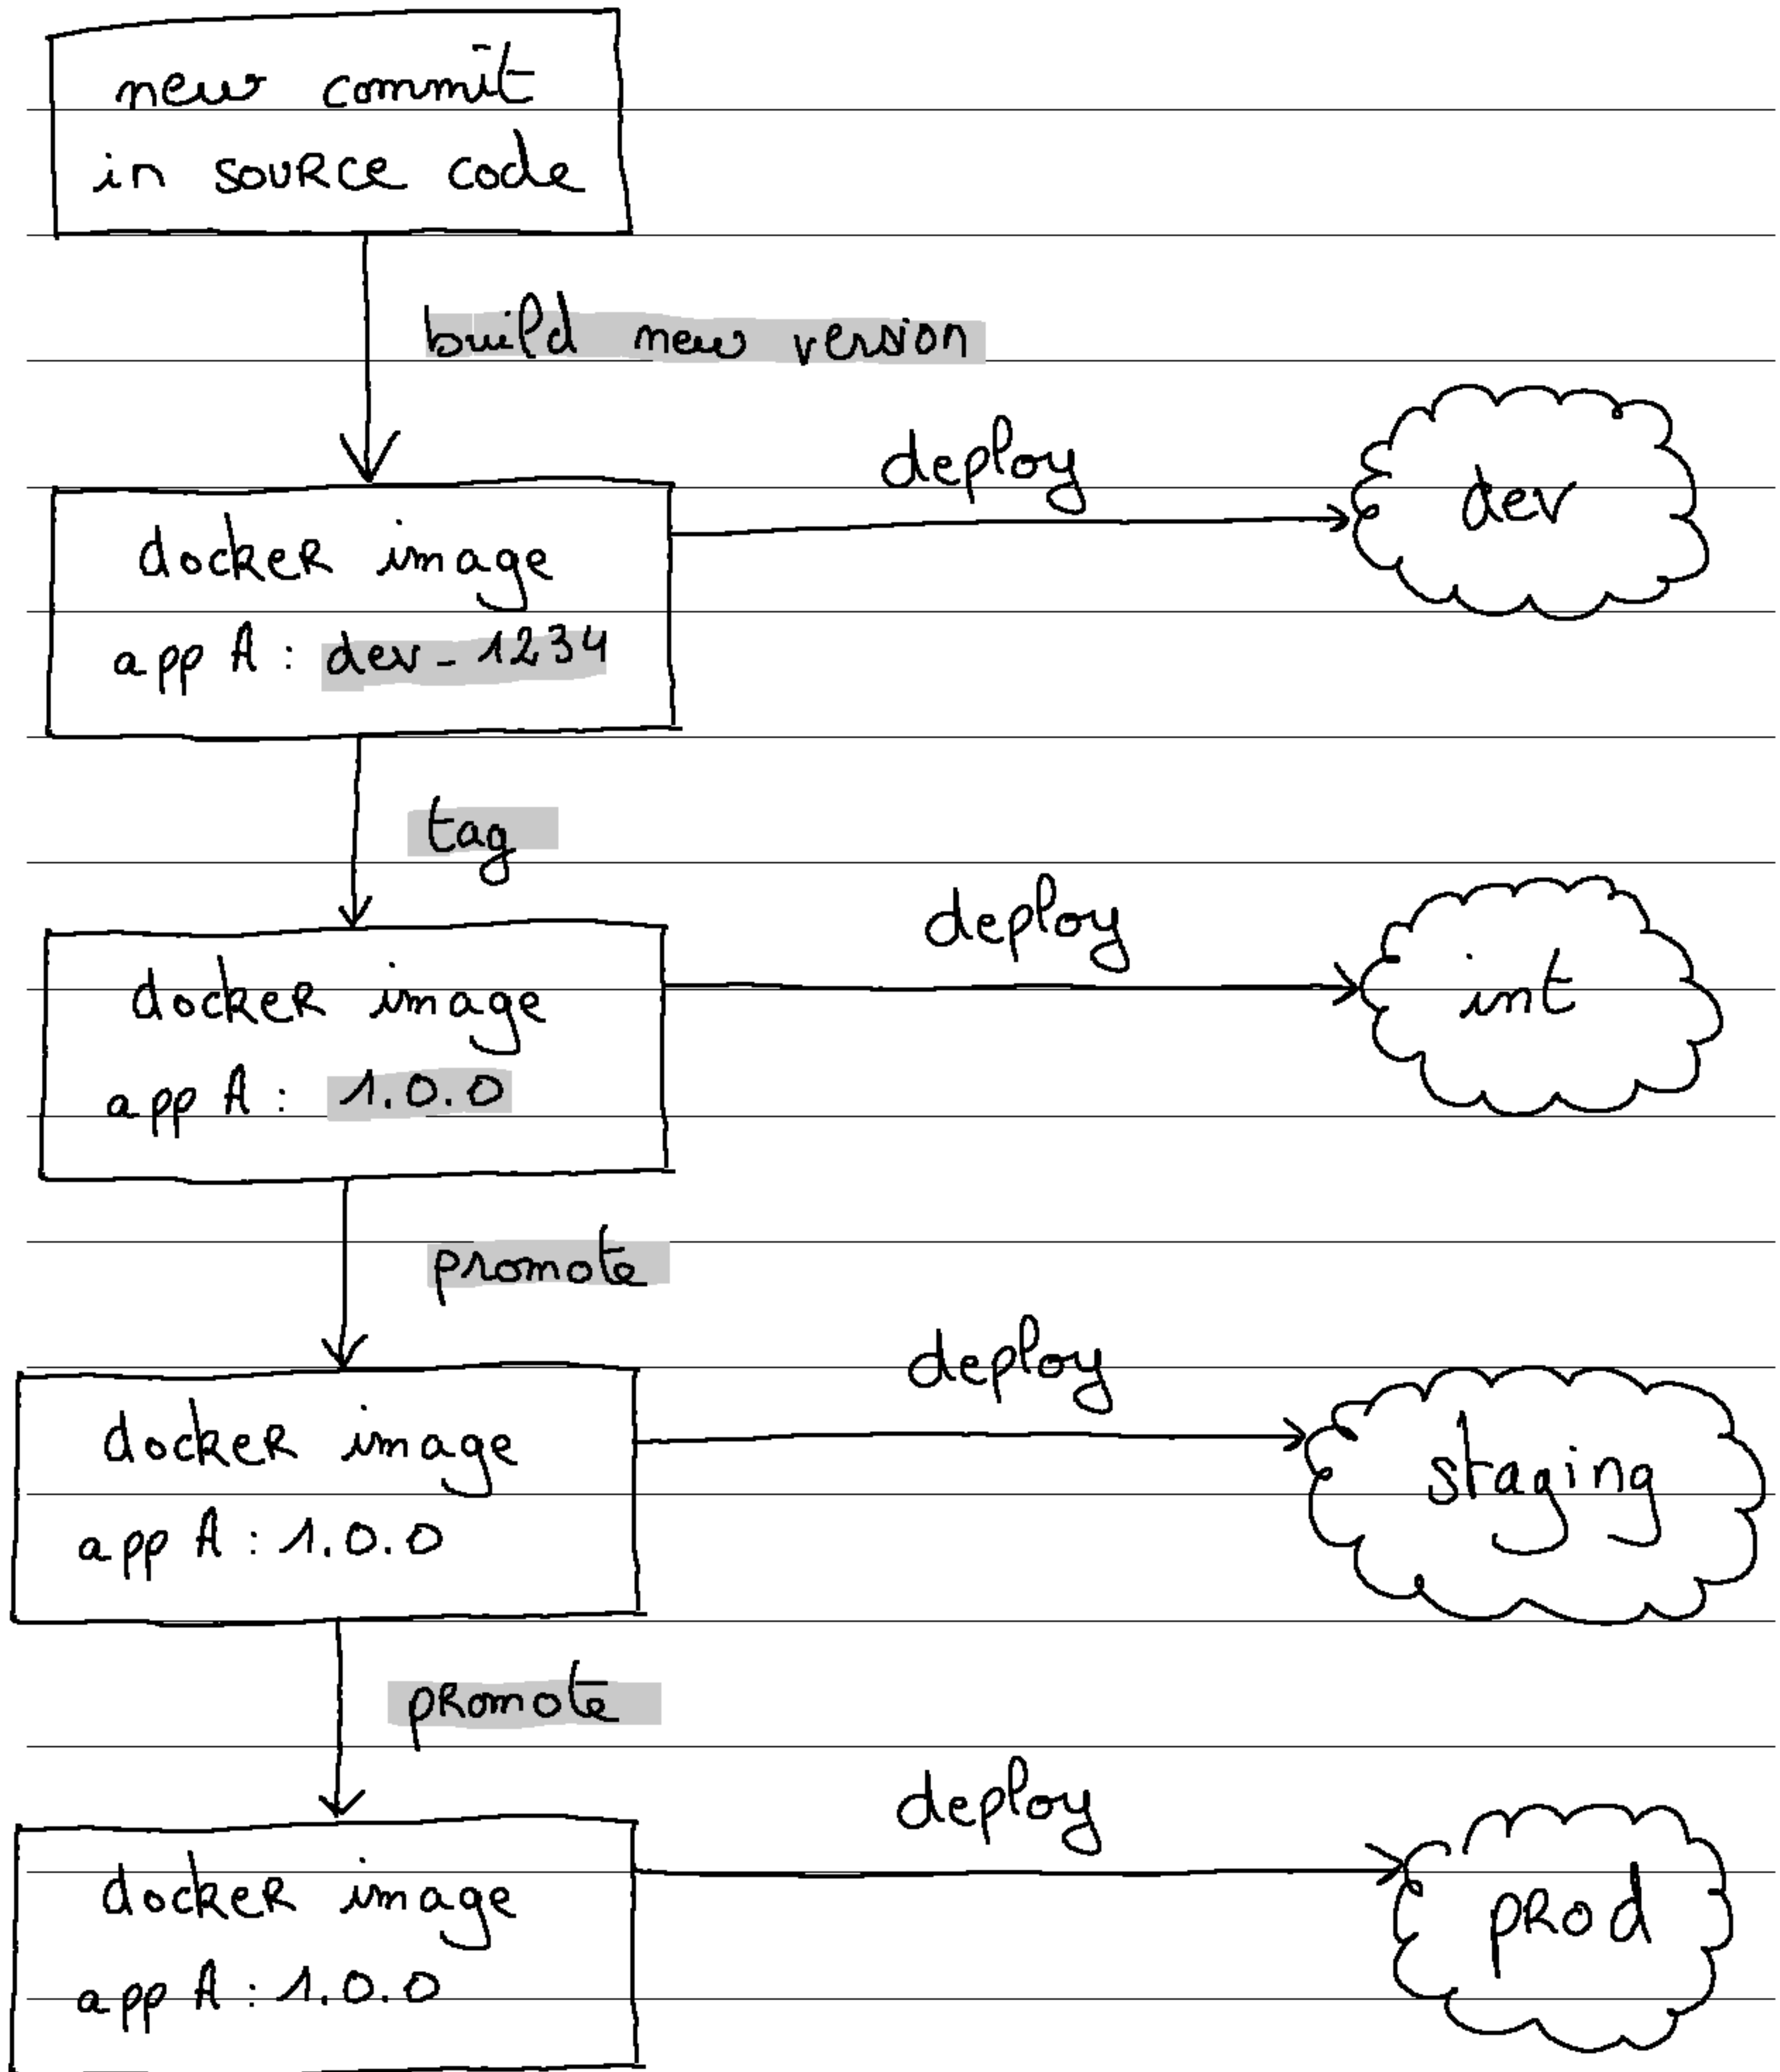 new commit
in source code
build new version
deploy
dev
docker image
app A : dev-1234
tag
deploy
int
docker image
app A : 1.0.0
promote
deploy
staging
docker image
app A : 1.0.0
promote
deploy
prod
docker image
app A : 1.0.0